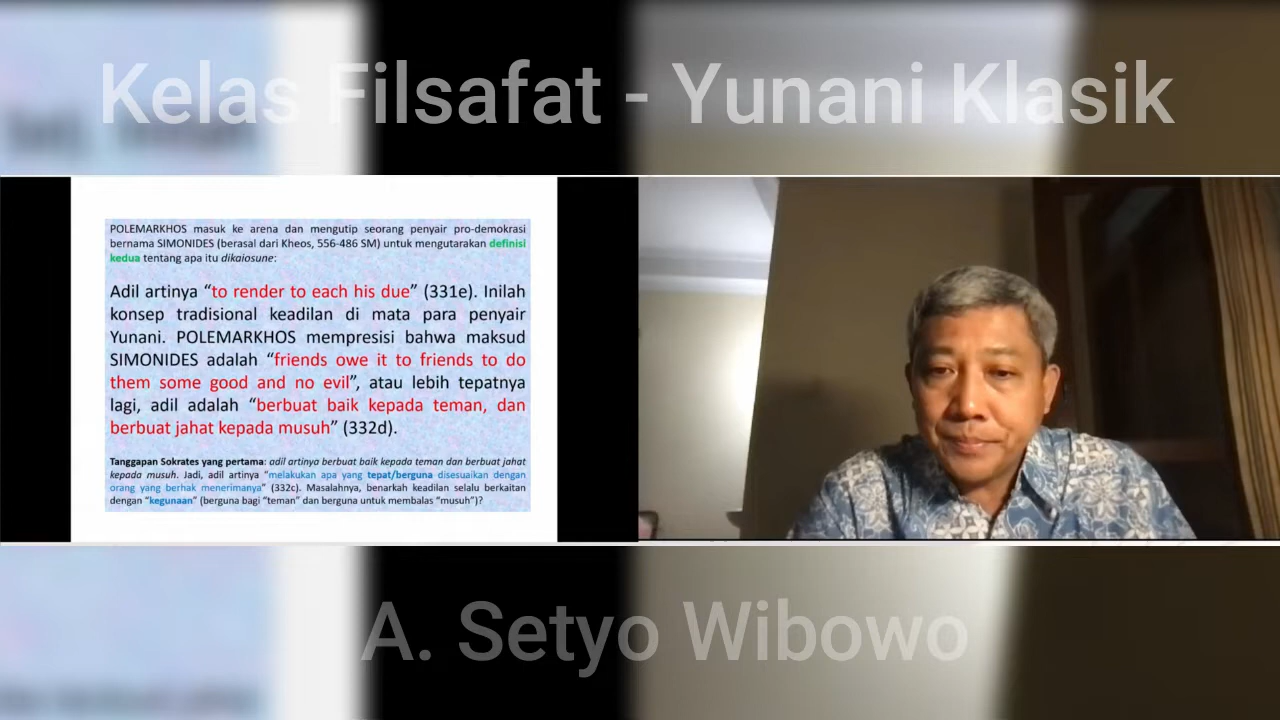 Kelas Filsafat - Yunani Klasik
POLEMARKHOS masuk ke arena dan mengutip seorang penyair pro-demokrasi
bernama SIMONIDES (berasal dari Kheos, 556-486 SM) untuk mengutarakan definisi
kedua tentang apa itu dikaiosune:
Adil artinya “to render to each his due” (331e). Inilah
konsep tradisional keadilan di mata para penyair
Yunani. POLEMARKHOS mempresisi bahwa maksud
SIMONIDES adalah “friends owe it to friends to do
them some good and no evil”, atau lebih tepatnya
lagi, adil adalah “berbuat baik kepada teman, dan
berbuat jahat kepada musuh” (332d).
Tanggapan Sokrates yang pertama: adil artinya berbuat baik kepada teman dan berbuat jahat
kepada musuh. Jadi, adil artinya “melakukan apa yang tepat/berguna disesuaikan dengan
orang yang berhak menerimanya” (332c). Masalahnya, benarkah keadilan selalu berkaitan
dengan “kegunaan” (berguna bagi “teman” dan berguna untuk membalas “musuh”)?
A. Setyo Wibowo